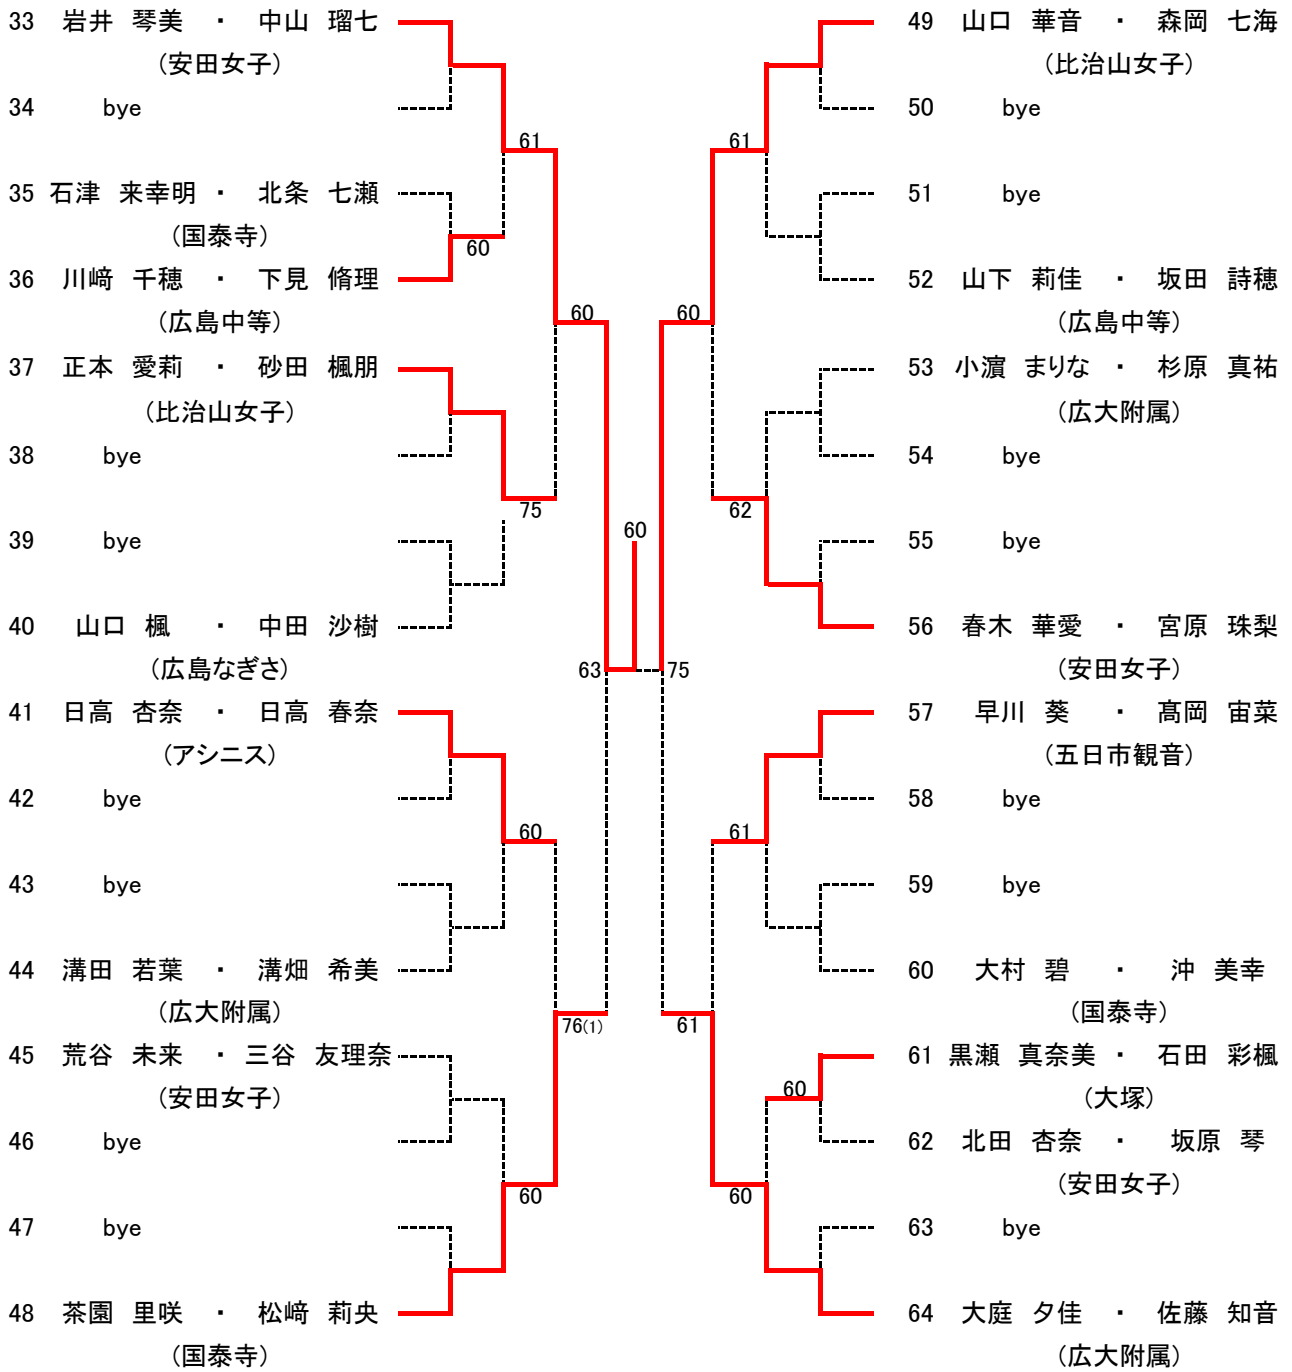 33 岩井 琴美 ・ 中山 瑠七
(安田女子)
34 bye
61
35 石津 来幸明 ・ 北条 七瀬
(国泰寺)
60
36 川﨑 千穂 ・ 下見 脩理
(広島中等)
60
37 正本 愛莉 ・ 砂田 楓朋
(比治山女子)
38 bye
75
39 bye
40 山口 楓 ・ 中田 沙樹
(広島なぎさ)
63
41 日高 杏奈 ・ 日高 春奈
(アシニス)
42 bye
60
43 bye
44 溝田 若葉 ・ 溝畑 希美
(広大附属)
76(1)
45 荒谷 未来 ・ 三谷 友理奈
(安田女子)
46 bye
60
47 bye
48 茶園 里咲 ・ 松﨑 莉央
(国泰寺)
60
49 山口 華音 ・ 森岡 七海
(比治山女子)
50 bye
61
51 bye
52 山下 莉佳 ・ 坂田 詩穂
(広島中等)
60
53 小濵 まりな ・ 杉原 真祐
(広大附属)
54 bye
62
55 bye
56 春木 華愛 ・ 宮原 珠梨
(安田女子)
75
57 早川 葵 ・ 髙岡 宙菜
(五日市観音)
58 bye
61
59 bye
60 大村 碧 ・ 沖 美幸
(国泰寺)
61
61 黒瀬 真奈美 ・ 石田 彩楓
(大塚)
60
62 北田 杏奈 ・ 坂原 琴
(安田女子)
60
63 bye
64 大庭 夕佳 ・ 佐藤 知音
(広大附属)